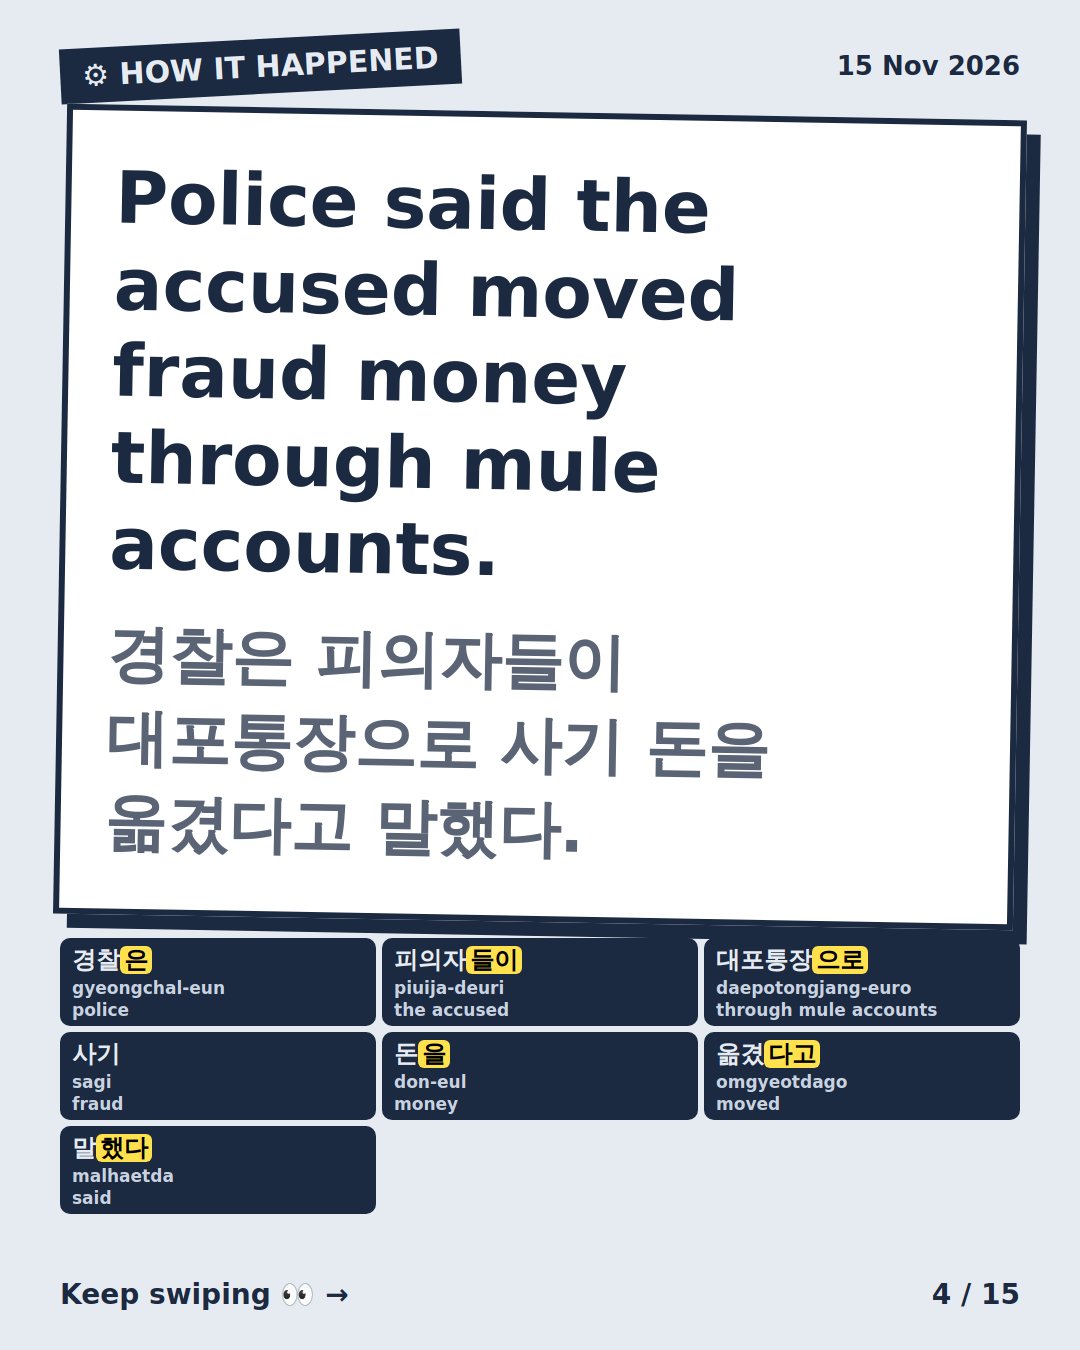 ⚙ HOW IT HAPPENED
15 Nov 2026
Police said the
accused moved
fraud money
through mule
accounts.
경찰은 피의자들이
대포통장으로 사기 돈을
옮겼다고 말했다.
경찰은
gyeongchal-eun
police
피의자들이
piuija-deuri
the accused
대포통장으로
daepotongjang-euro
through mule accounts
사기
sagi
fraud
돈을
don-eul
money
옮겼다고
omgyeotdago
moved
말했다
malhaetda
said
Keep swiping 👀 →
4 / 15